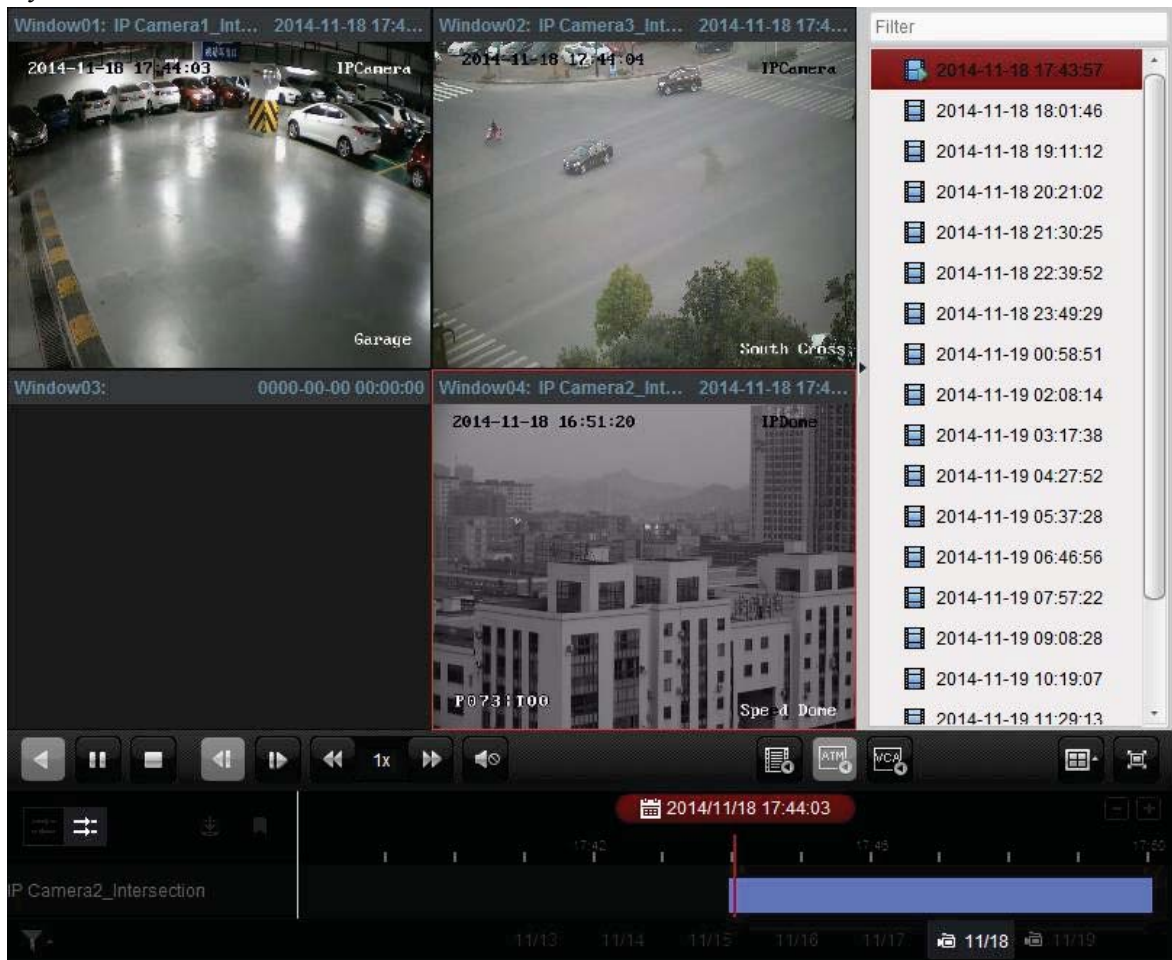 Window01: IP Camera1_Int... 2014-11-18 17:4...
2014-11-18 17:44:03 IPCamera
Garage
Window02: IP Camera3_Int... 2014-11-18 17:4...
2014-11-18 17:44:04 IPCamera
South Cross
Window03: 0000-00-00 00:00:00
Window04: IP Camera2_Int... 2014-11-18 17:4...
2014-11-18 16:51:20 IPDome
P073:T00
Speed Dome
Filter
2014-11-18 17:43:57
2014-11-18 18:01:46
2014-11-18 19:11:12
2014-11-18 20:21:02
2014-11-18 21:30:25
2014-11-18 22:39:52
2014-11-18 23:49:29
2014-11-19 00:58:51
2014-11-19 02:08:14
2014-11-19 03:17:38
2014-11-19 04:27:52
2014-11-19 05:37:28
2014-11-19 06:46:56
2014-11-19 07:57:22
2014-11-19 09:08:28
2014-11-19 10:19:07
2014-11-19 11:29:13
1x
ATM
VCA
2014/11/18 17:44:03
17:42 17:46 17:50
IP Camera2_Intersection
11/13 11/14 11/15 11/16 11/17 11/18 11/19